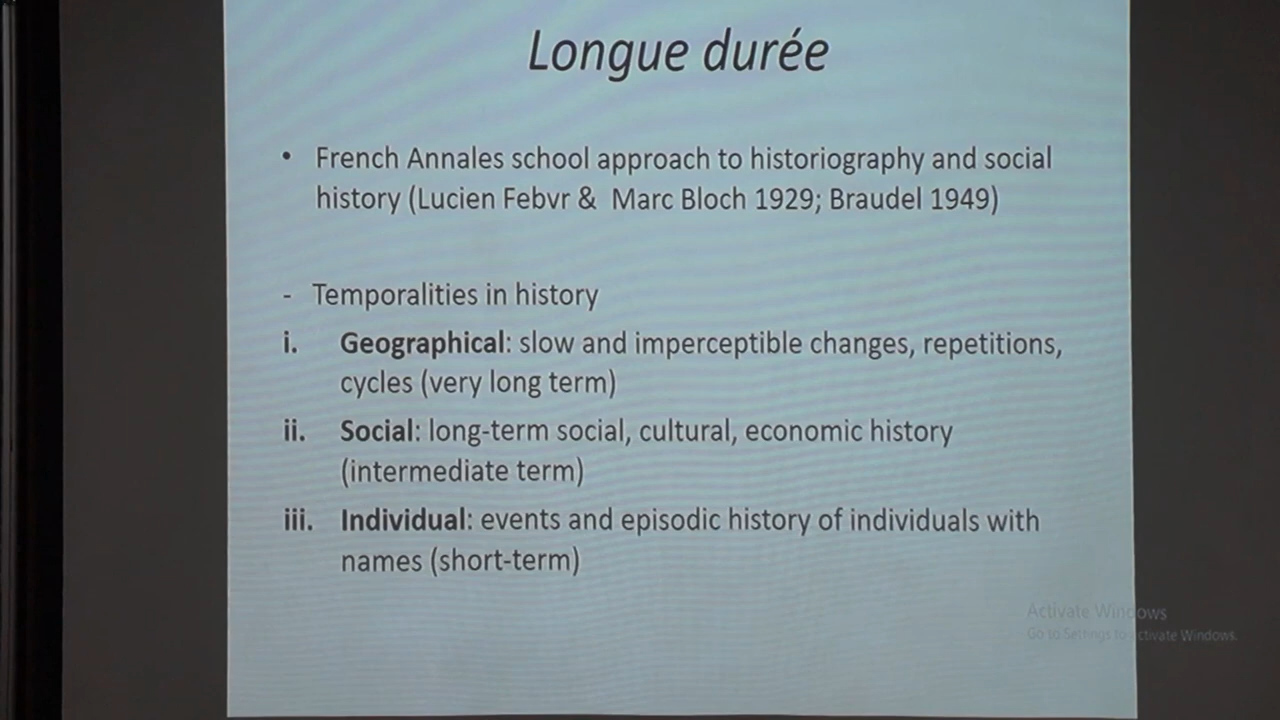 Longue durée
• French Annales school approach to historiography and social
history (Lucien Febvr & Marc Bloch 1929; Braudel 1949)
- Temporalities in history
i. Geographical: slow and imperceptible changes, repetitions,
cycles (very long term)
ii. Social: long-term social, cultural, economic history
(intermediate term)
iii. Individual: events and episodic history of individuals with
names (short-term)
Activate Windows
Go to Settings to activate Windows.